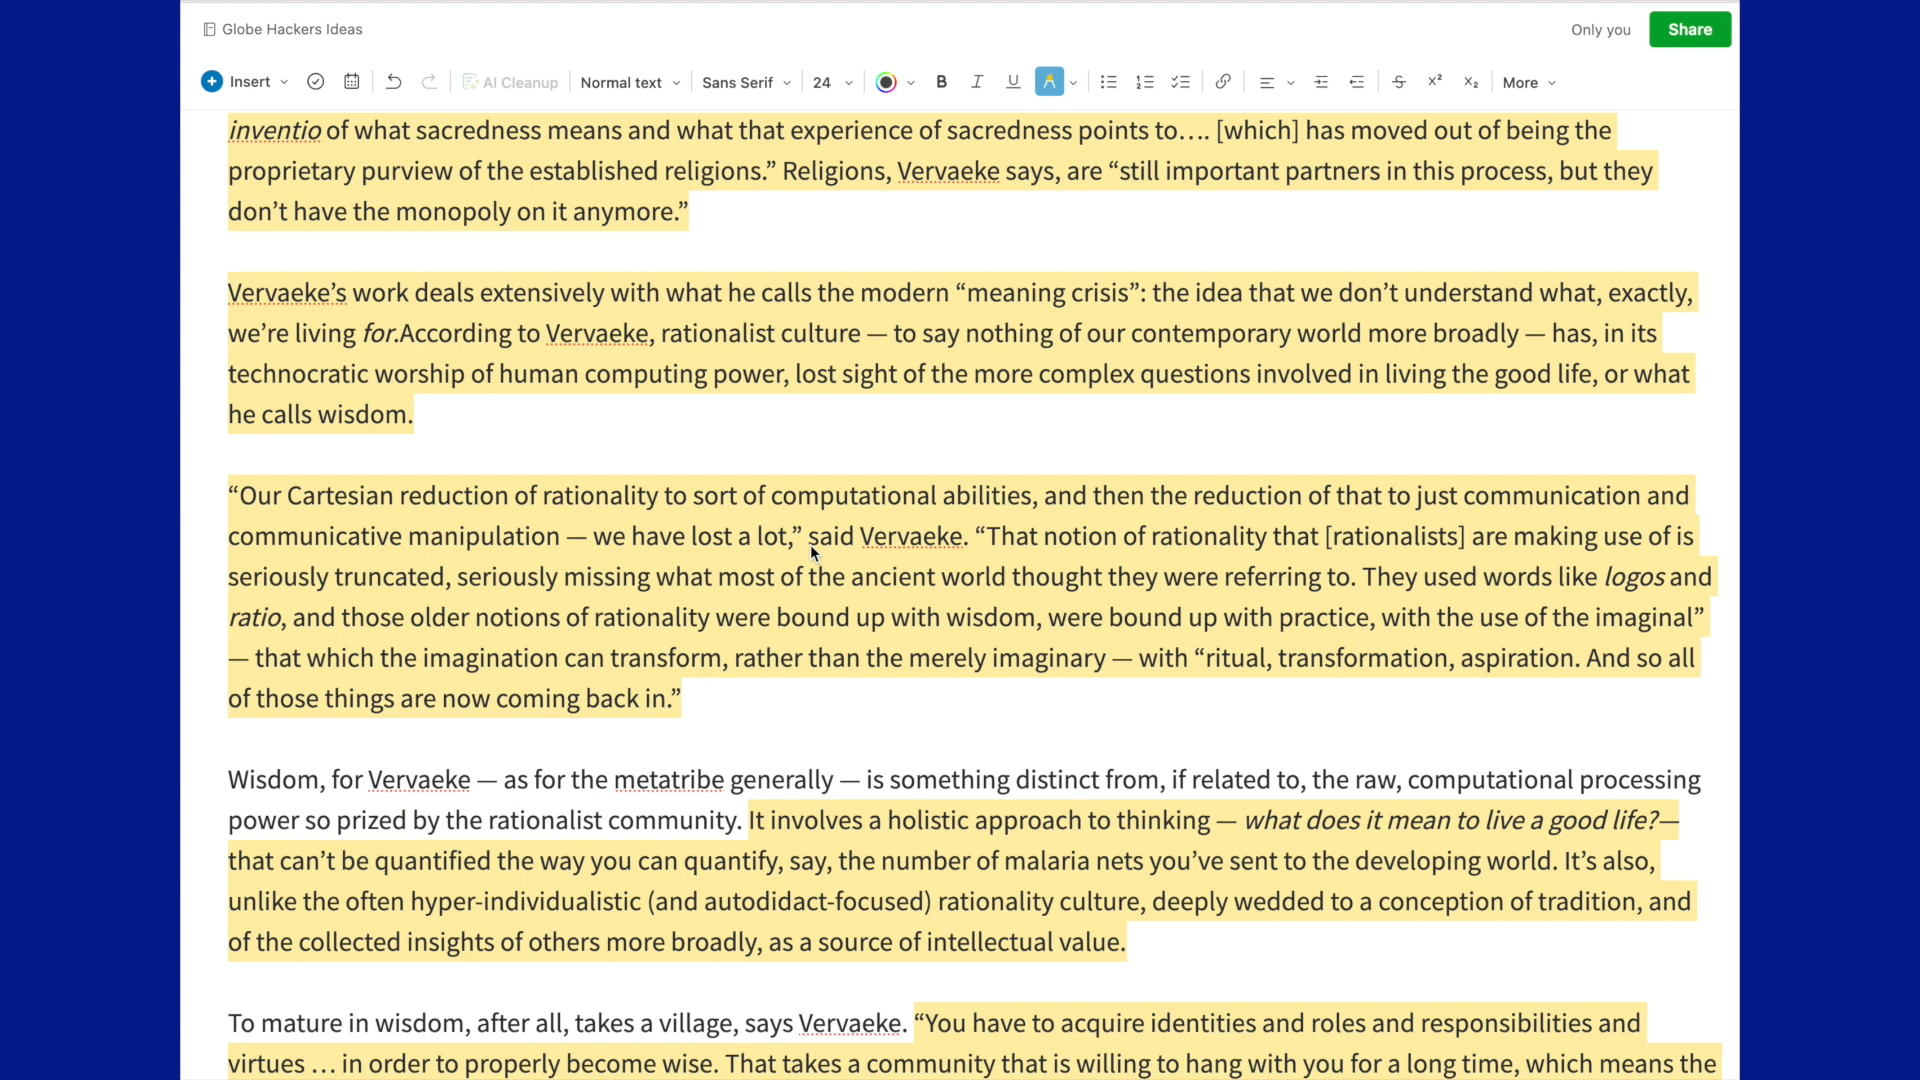 Globe Hackers Ideas
Only you
Share
Insert
AI Cleanup
Normal text
Sans Serif
24
B
I
U
A
S
X²
X₂
More
inventio of what sacredness means and what that experience of sacredness points to…. [which] has moved out of being the
proprietary purview of the established religions.” Religions, Vervaeke says, are “still important partners in this process, but they
don’t have the monopoly on it anymore.”
Vervaeke’s work deals extensively with what he calls the modern “meaning crisis”: the idea that we don’t understand what, exactly,
we’re living for.According to Vervaeke, rationalist culture — to say nothing of our contemporary world more broadly — has, in its
technocratic worship of human computing power, lost sight of the more complex questions involved in living the good life, or what
he calls wisdom.
“Our Cartesian reduction of rationality to sort of computational abilities, and then the reduction of that to just communication and
communicative manipulation — we have lost a lot,” said Vervaeke. “That notion of rationality that [rationalists] are making use of is
seriously truncated, seriously missing what most of the ancient world thought they were referring to. They used words like logos and
ratio, and those older notions of rationality were bound up with wisdom, were bound up with practice, with the use of the imaginal”
— that which the imagination can transform, rather than the merely imaginary — with “ritual, transformation, aspiration. And so all
of those things are now coming back in.”
Wisdom, for Vervaeke — as for the metatribe generally — is something distinct from, if related to, the raw, computational processing
power so prized by the rationalist community. It involves a holistic approach to thinking — what does it mean to live a good life?—
that can’t be quantified the way you can quantify, say, the number of malaria nets you’ve sent to the developing world. It’s also,
unlike the often hyper-individualistic (and autodidact-focused) rationality culture, deeply wedded to a conception of tradition, and
of the collected insights of others more broadly, as a source of intellectual value.
To mature in wisdom, after all, takes a village, says Vervaeke. “You have to acquire identities and roles and responsibilities and
virtues … in order to properly become wise. That takes a community that is willing to hang with you for a long time, which means the